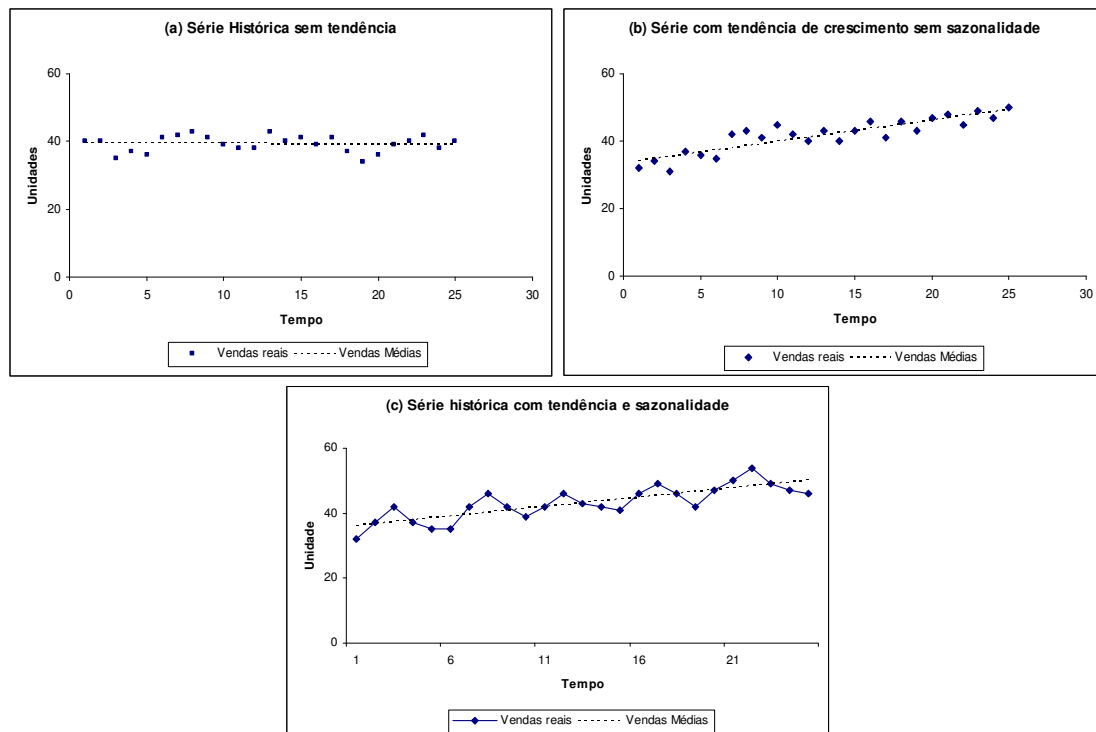 (a) Série Histórica sem tendência
60
40
20
0
Unidades
0 5 10 15 20 25 30
Tempo
Vendas reais Vendas Médias
(b) Série com tendência de crescimento sem sazonalidade
60
40
20
0
Unidades
0 5 10 15 20 25 30
Tempo
Vendas reais Vendas Médias
(c) Série histórica com tendência e sazonalidade
60
40
20
0
Unidade
1 6 11 16 21
Tempo
Vendas reais Vendas Médias